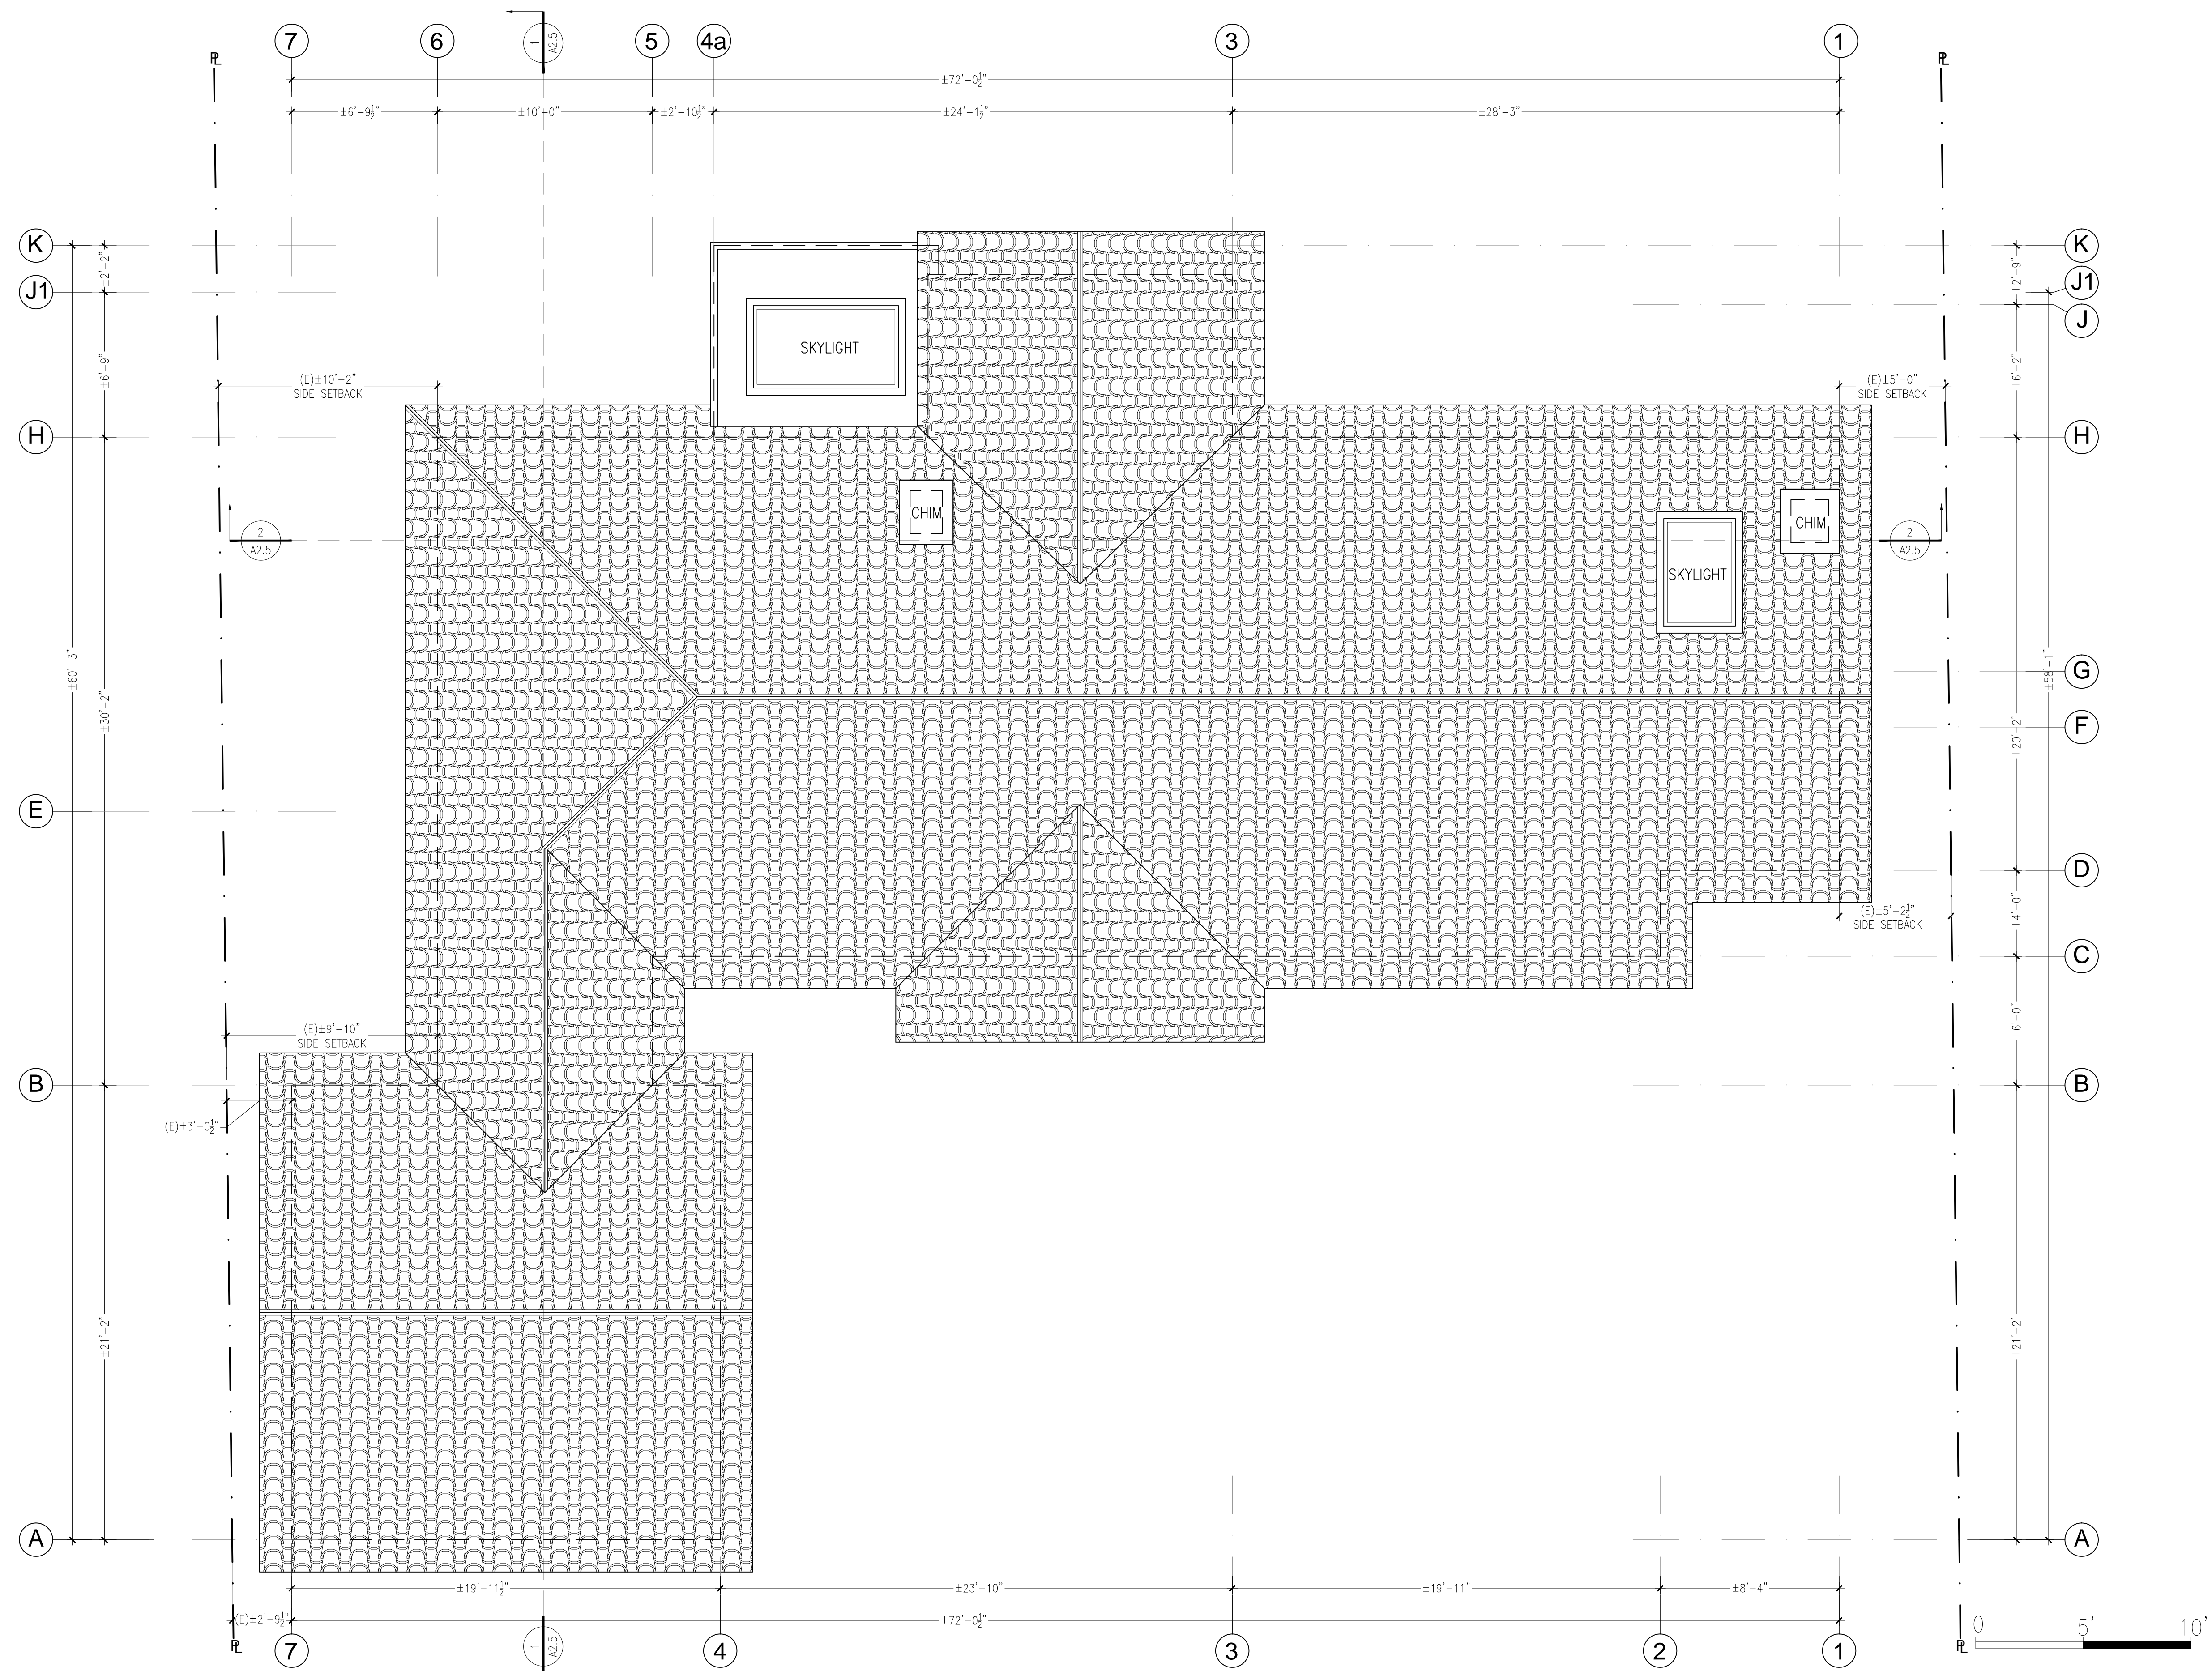 7
6
1
A2.5
5
4a
3
1
PL
PL
±72'-0½"
±6'-9½"
±10'-0"
±2'-10½"
±24'-1½"
±28'-3"
K
K
±2'-2"
±2'-9"
J1
J1
J
SKYLIGHT
±6'-9"
±6'-2"
(E)±10'-2"
SIDE SETBACK
(E)±5'-0"
SIDE SETBACK
H
H
CHIM
CHIM
2
A2.5
2
A2.5
SKYLIGHT
±60'-3"
±30'-2"
±58'-1"
G
±20'-2"
F
E
D
(E)±5'-2½"
SIDE SETBACK
±4'-0"
C
(E)±9'-10"
SIDE SETBACK
±6'-0"
B
B
(E)±3'-0½"
±21'-2"
±21'-2"
A
A
±19'-11½"
±23'-10"
±19'-11"
±8'-4"
(E)±2'-9½"
±72'-0½"
PL
7
1
A2.5
4
3
2
1
PL
0 5' 10'